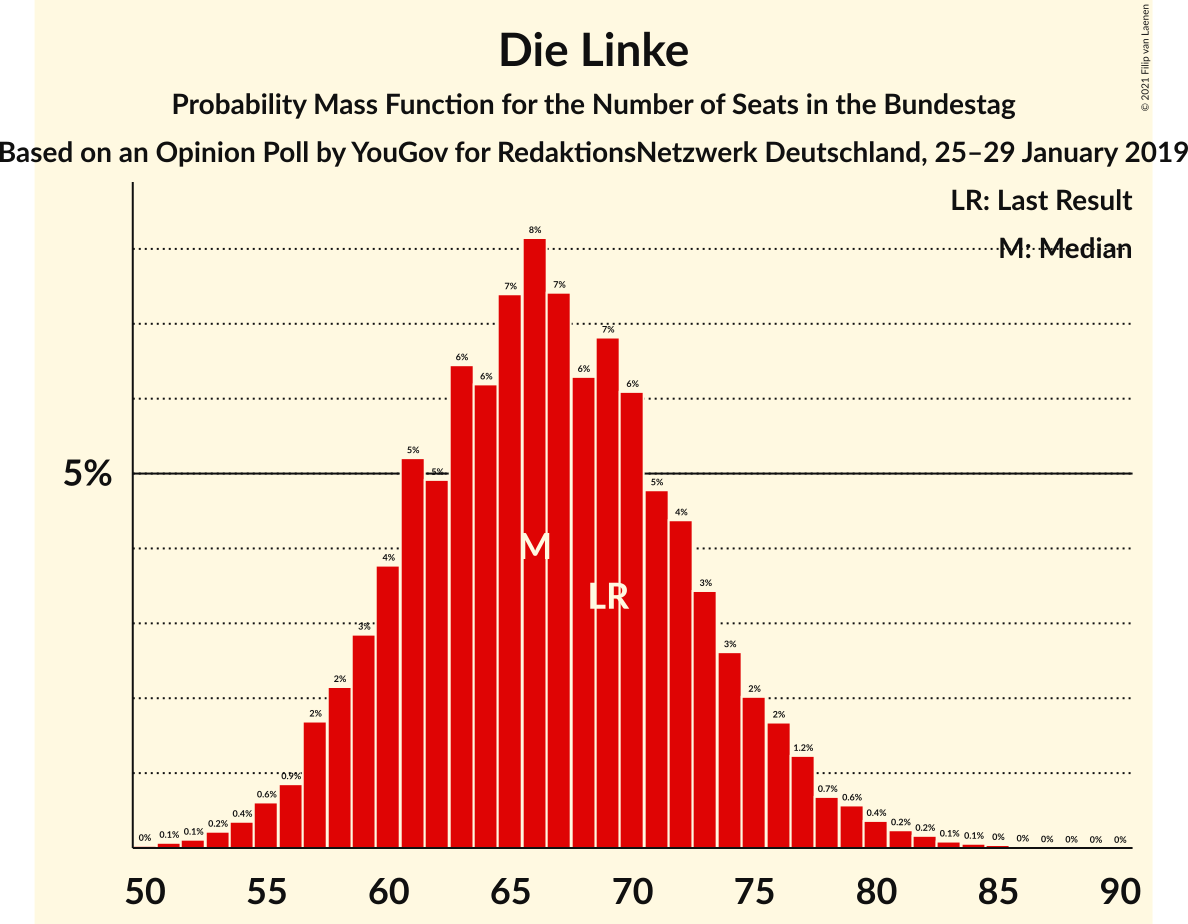 Die Linke
Probability Mass Function for the Number of Seats in the Bundestag
Based on an Opinion Poll by YouGov for RedaktionsNetzwerk Deutschland, 25–29 January 2019
© 2021 Filip van Laenen
LR: Last Result
M: Median
5%
0% 0.1% 0.1% 0.2% 0.4% 0.6% 0.9% 2% 2% 3% 4% 5% 5% 6% 6% 7% 8% 7% 6% 7% 6% 5% 4% 3% 3% 2% 2% 1.2% 0.7% 0.6% 0.4% 0.2% 0.2% 0.1% 0.1% 0% 0% 0% 0% 0% 0%
M
LR
50 55 60 65 70 75 80 85 90